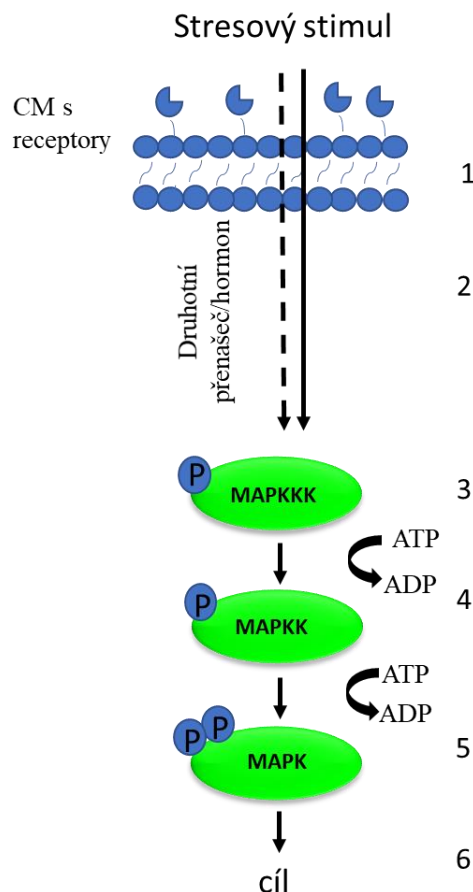 Stresový stimul
CM s
receptory
1
Druhotní
přenašeč/hormon
2
P
MAPKKK
3
ATP
ADP
P
MAPKK
4
ATP
ADP
P P
MAPK
5
cíl
6